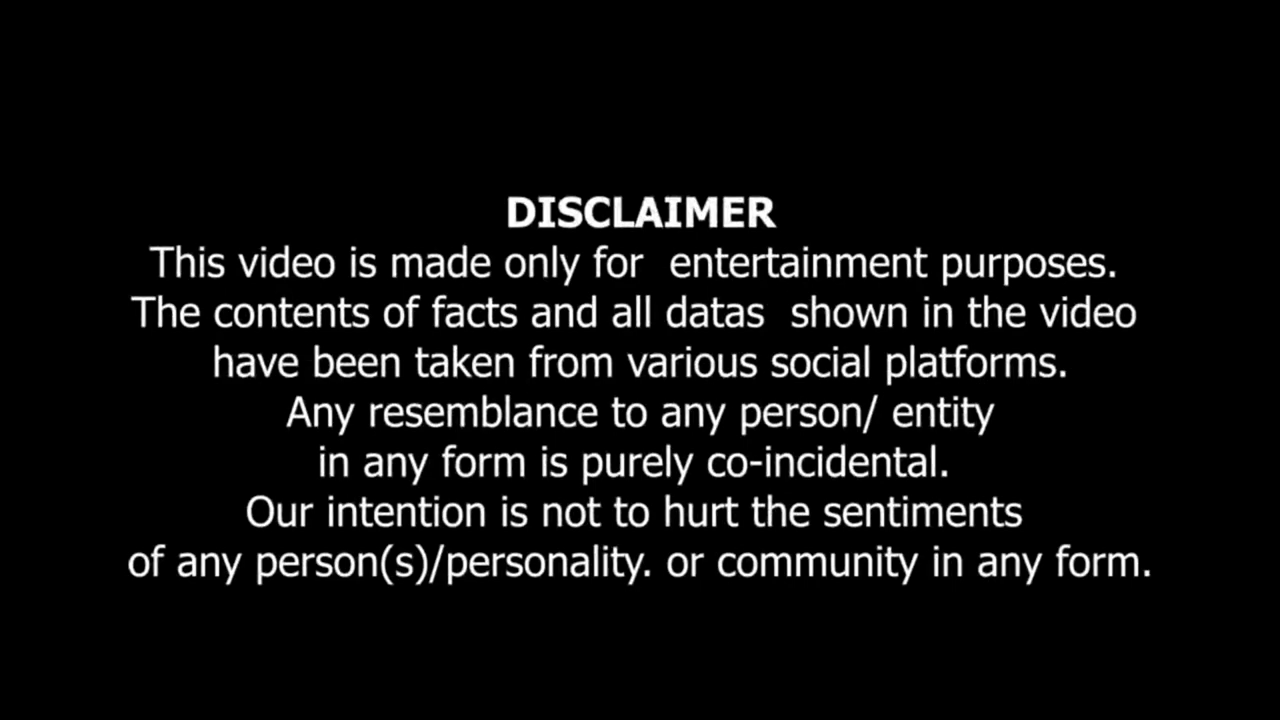 DISCLAIMER
This video is made only for  entertainment purposes.
The contents of facts and all datas  shown in the video
have been taken from various social platforms.
Any resemblance to any person/ entity
in any form is purely co-incidental.
Our intention is not to hurt the sentiments
of any person(s)/personality. or community in any form.